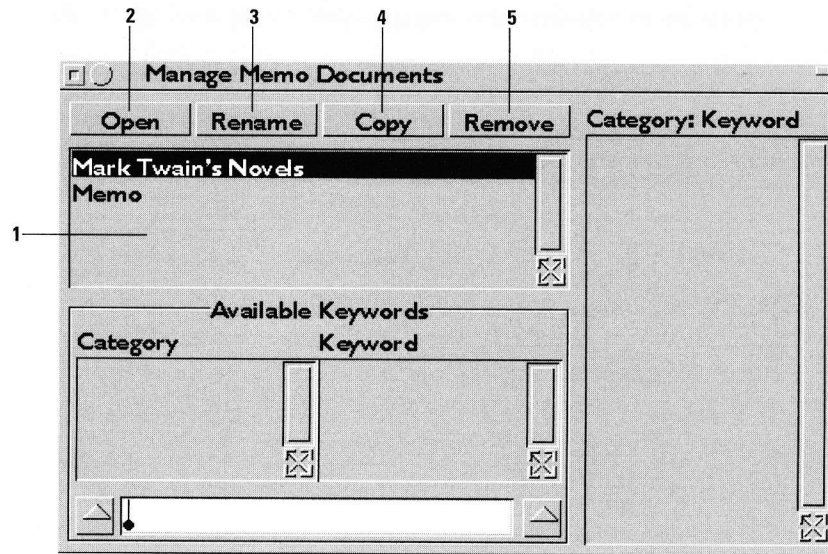 2 3 4 5
Manage Memo Documents
Open Rename Copy Remove Category: Keyword
Mark Twain's Novels
Memo
1
Available Keywords
Category Keyword